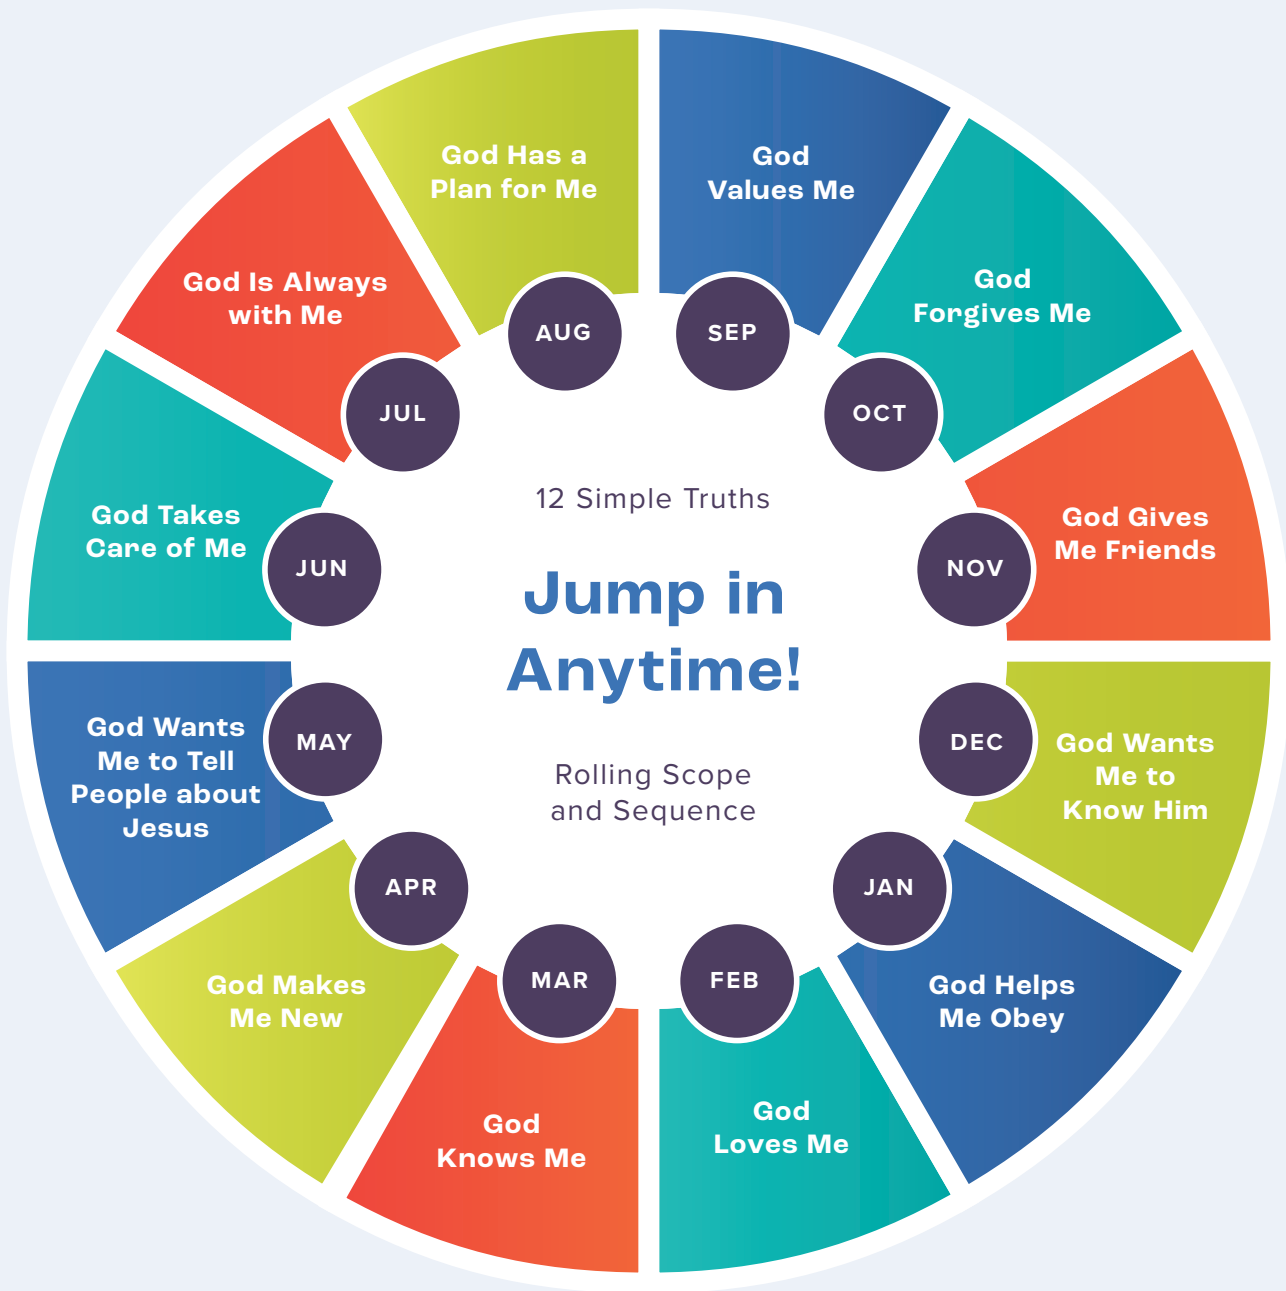 God Has a
Plan for Me
AUG
God
Values Me
SEP
God
Forgives Me
OCT
God Gives
Me Friends
NOV
God Wants
Me to
Know Him
DEC
God Helps
Me Obey
JAN
God
Loves Me
FEB
God
Knows Me
MAR
God Makes
Me New
APR
God Wants
Me to Tell
People about
Jesus
MAY
God Takes
Care of Me
JUN
God Is Always
with Me
JUL
12 Simple Truths
Jump in
Anytime!
Rolling Scope
and Sequence